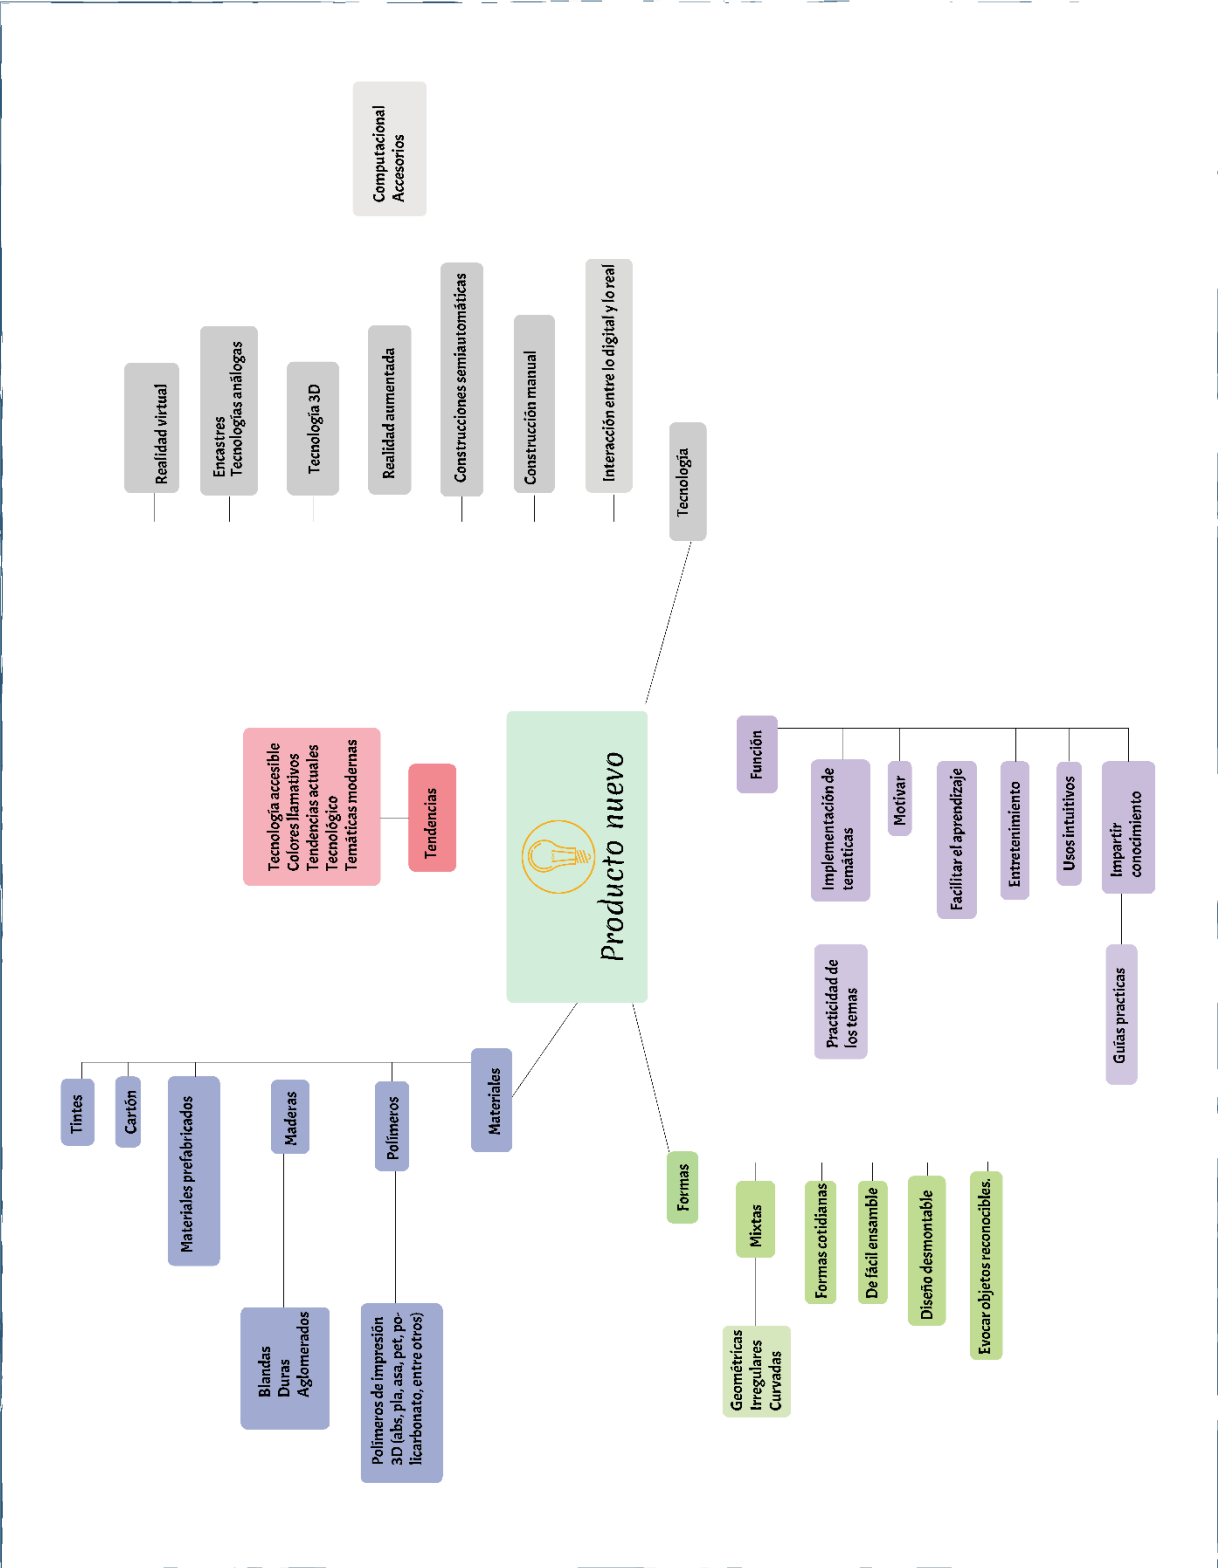 Producto nuevo
Tendencias
Tecnología accesible
Colores llamativos
Tendencias actuales
Tecnológico
Temáticas modernas
Materiales
Tintes
Cartón
Materiales prefabricados
Maderas
Blandas
Duras
Aglomerados
Polímeros
Polímeros de impresión
3D (abs, pla, asa, pet, po-
licarbonato, entre otros)
Tecnología
Realidad virtual
Encastres
Tecnologías análogas
Tecnología 3D
Realidad aumentada
Computacional
Accesorios
Construcciones semiautomáticas
Construcción manual
Interacción entre lo digital y lo real
Formas
Mixtas
Geométricas
Irregulares
Curvadas
Formas cotidianas
De fácil ensamble
Diseño desmontable
Evocar objetos reconocibles.
Función
Implementación de
temáticas
Practicidad de
los temas
Motivar
Facilitar el aprendizaje
Entretenimiento
Usos intuitivos
Impartir
conocimiento
Guías practicas